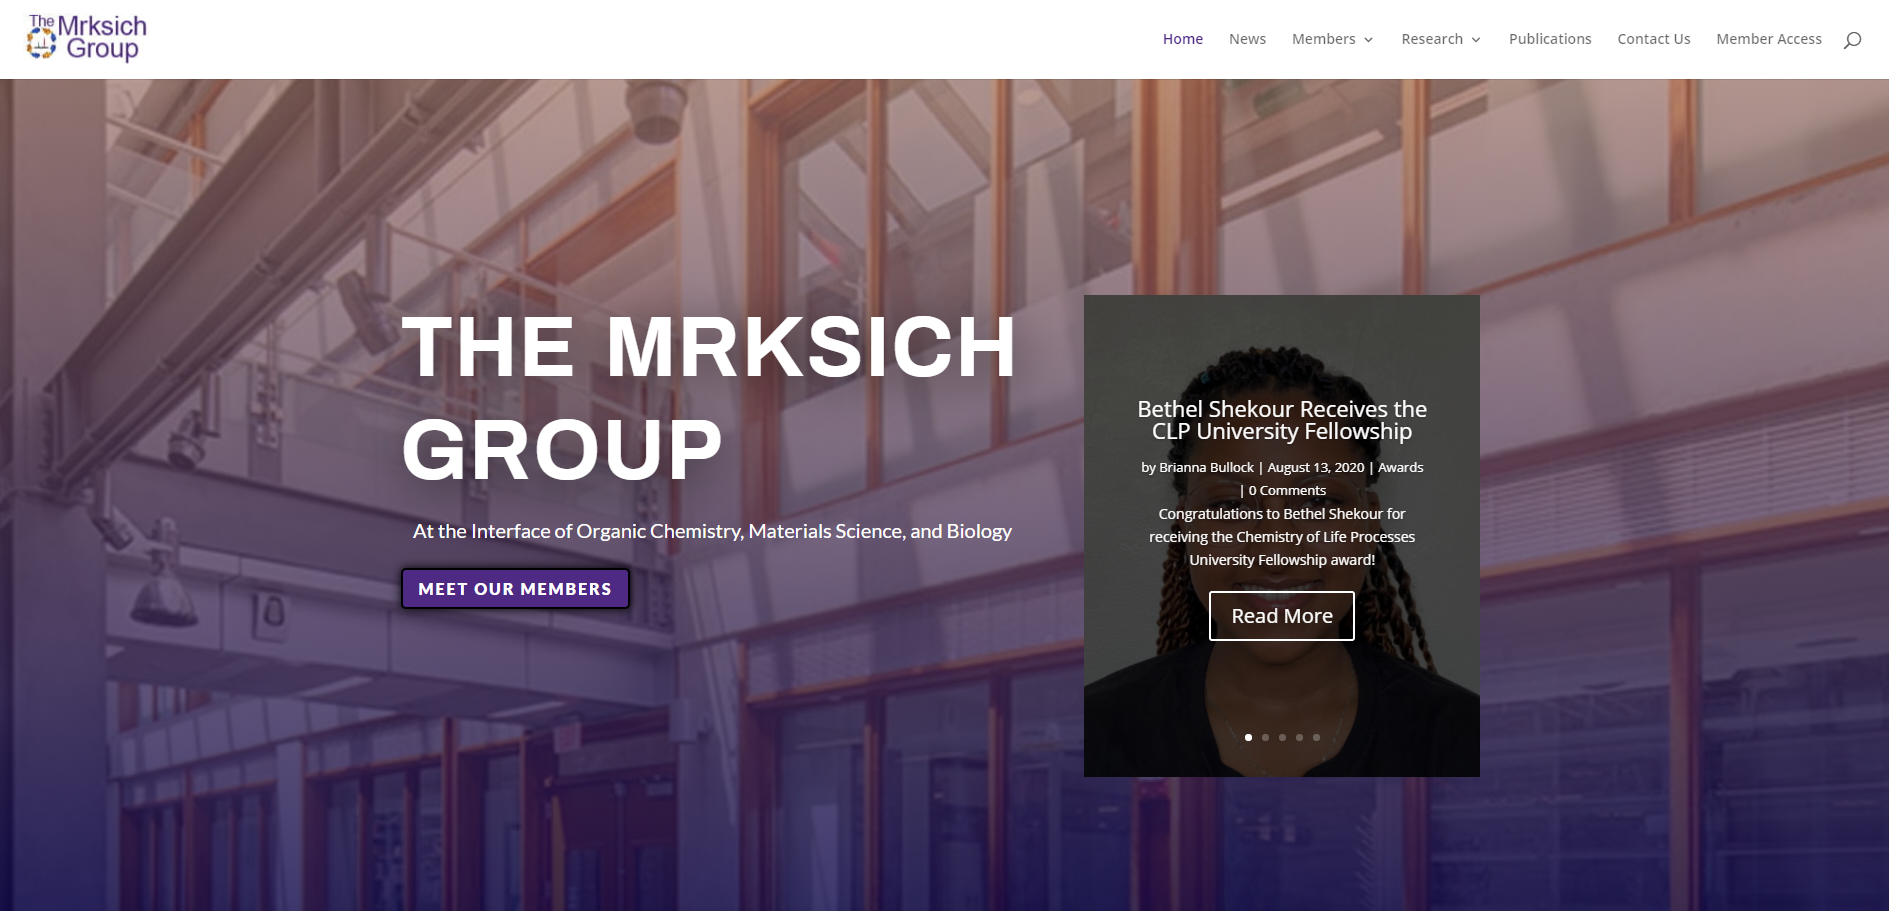 The Mrksich
Group
Home News Members Research Publications Contact Us Member Access
THE MRKSICH
GROUP
At the Interface of Organic Chemistry, Materials Science, and Biology
MEET OUR MEMBERS
Bethel Shekour Receives the
CLP University Fellowship
by Brianna Bullock | August 13, 2020 | Awards
| 0 Comments
Congratulations to Bethel Shekour for
receiving the Chemistry of Life Processes
University Fellowship award!
Read More